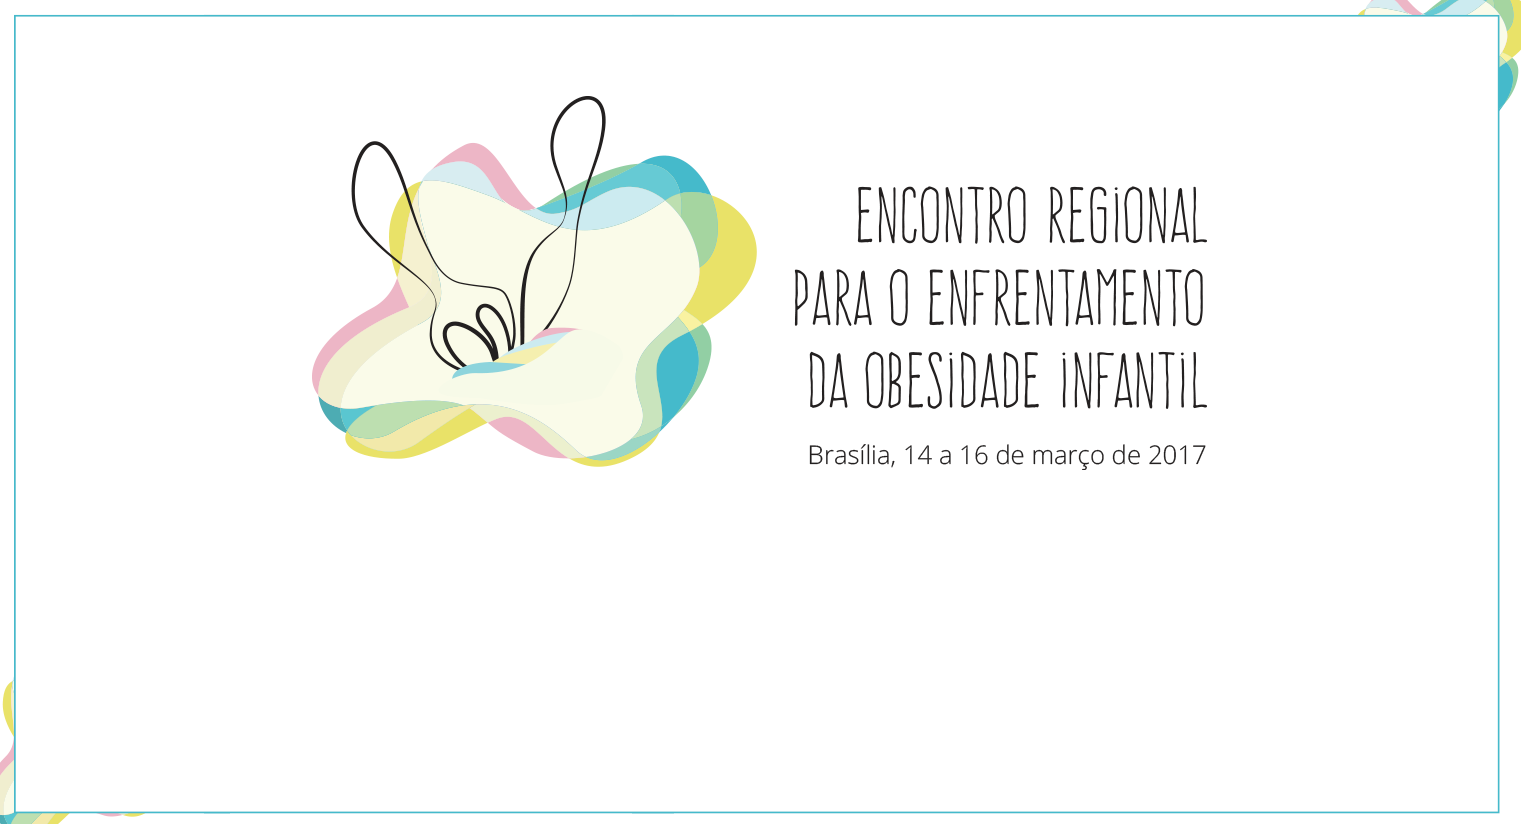 ENCONTRO REGIONAL
PARA O ENFRENTAMENTO
DA OBESIDADE INFANTIL
Brasília, 14 a 16 de março de 2017